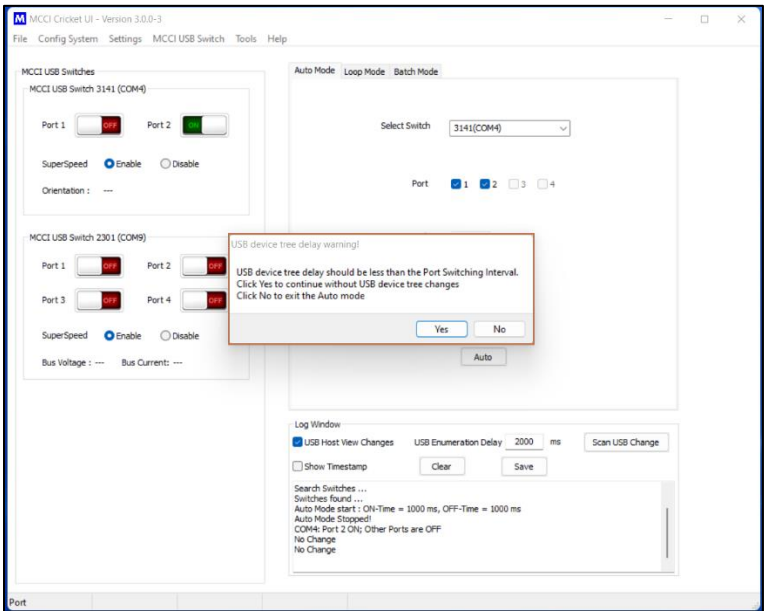 M MCCI Cricket UI - Version 3.0.0-3
File Config System Settings MCCI USB Switch Tools Help
MCCI USB Switches
MCCI USB Switch 3141 (COM4)
Port 1 OFF Port 2 ON
SuperSpeed Enable Disable
Orientation : ---
MCCI USB Switch 2301 (COM9)
Port 1 OFF Port 2 OFF
Port 3 OFF Port 4 OFF
SuperSpeed Enable Disable
Bus Voltage : --- Bus Current: ---
Auto Mode Loop Mode Batch Mode
Select Switch 3141(COM4)
Port 1 2 3 4
USB device tree delay warning!
USB device tree delay should be less than the Port Switching Interval.
Click Yes to continue without USB device tree changes
Click No to exit the Auto mode
Yes No
Auto
Log Window
USB Host View Changes USB Enumeration Delay 2000 ms Scan USB Change
Show Timestamp Clear Save
Search Switches ...
Switches found ...
Auto Mode start : ON-Time = 1000 ms, OFF-Time = 1000 ms
Auto Mode Stopped!
COM4: Port 2 ON; Other Ports are OFF
No Change
No Change
Port